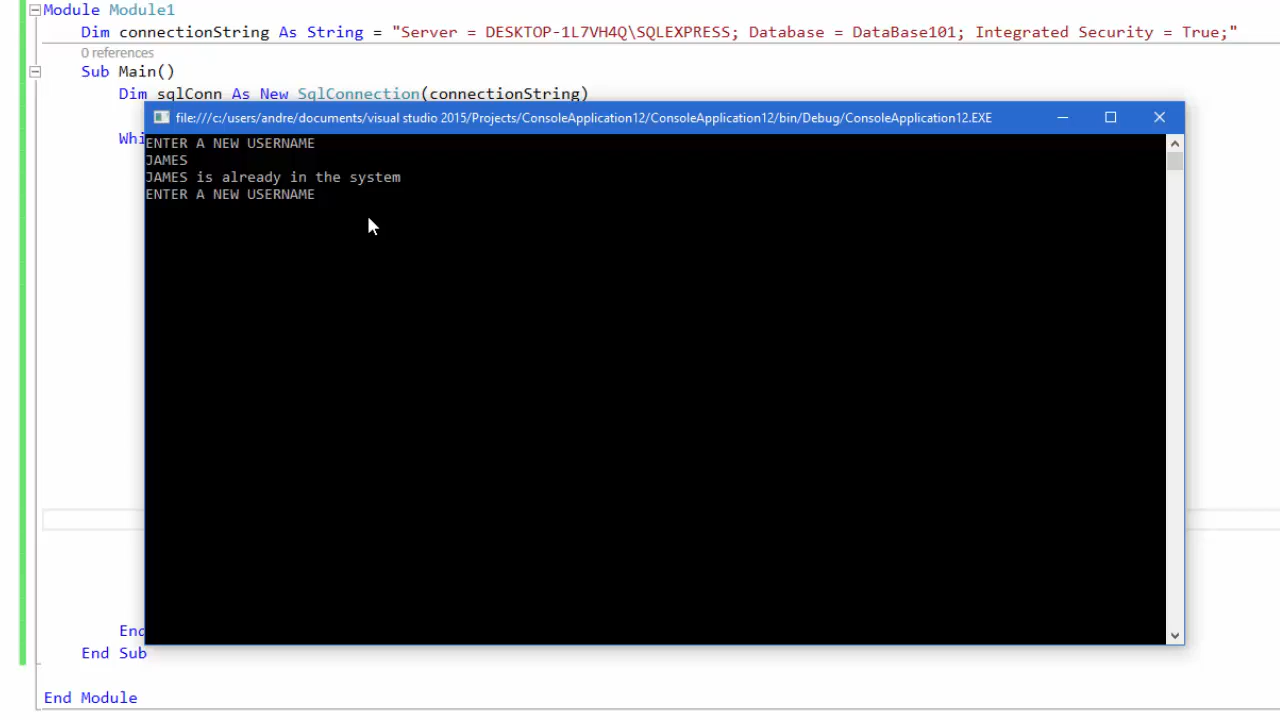 Module Module1
Dim connectionString As String = "Server = DESKTOP-1L7VH4Q\SQLEXPRESS; Database = DataBase101; Integrated Security = True;"
0 references
Sub Main()
Dim sqlConn As New SqlConnection(connectionString)
file:///c:/users/andre/documents/visual studio 2015/Projects/ConsoleApplication12/ConsoleApplication12/bin/Debug/ConsoleApplication12.EXE
Whi
ENTER A NEW USERNAME
JAMES
JAMES is already in the system
ENTER A NEW USERNAME
End
End Sub
End Module